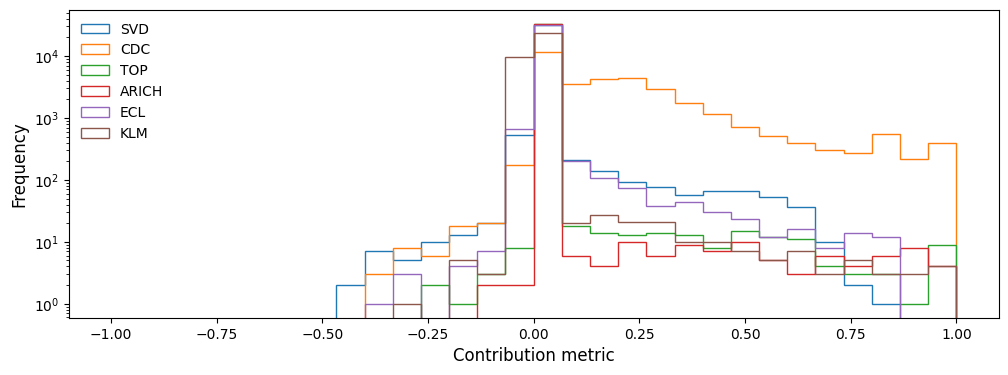 SVD
CDC
TOP
ARICH
ECL
KLM
Frequency
10⁴
10³
10²
10¹
10⁰
−1.00 −0.75 −0.50 −0.25 0.00 0.25 0.50 0.75 1.00
Contribution metric